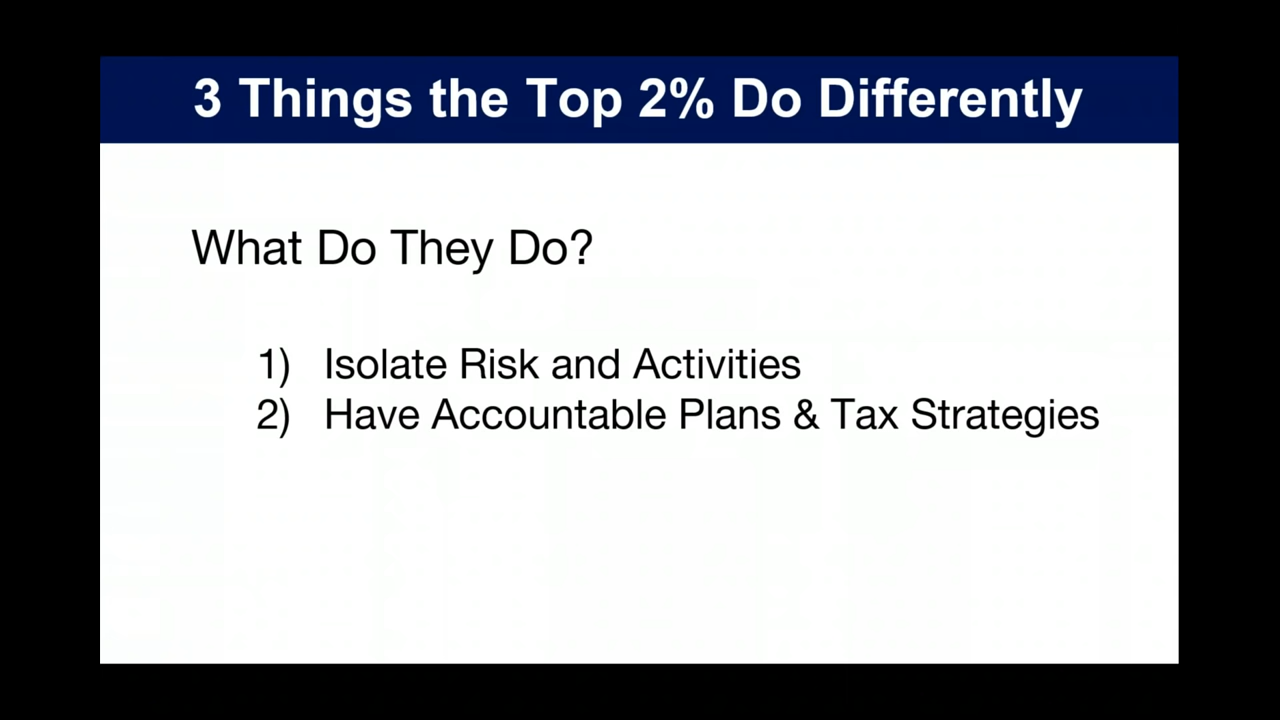 3 Things the Top 2% Do Differently
What Do They Do?
1) Isolate Risk and Activities
2) Have Accountable Plans & Tax Strategies